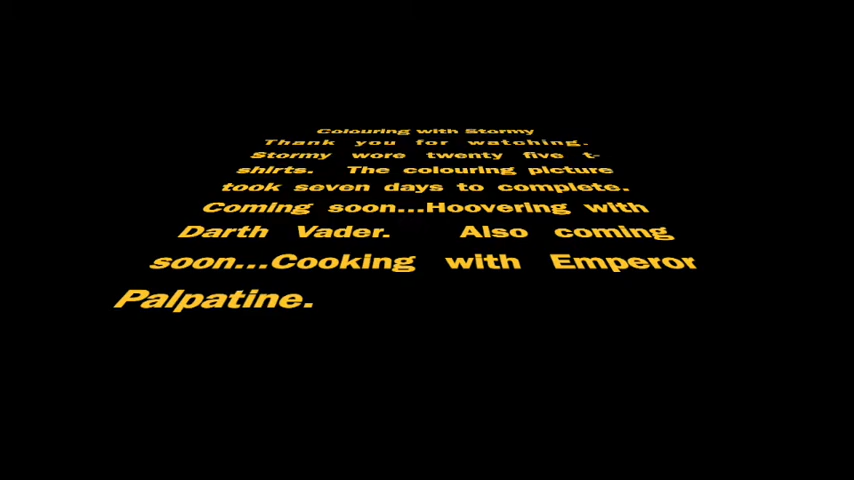 Colouring with Stormy
Thank you for watching.
Stormy wore twenty five t-
shirts. The colouring picture
took seven days to complete.
Coming soon...Hoovering with
Darth Vader. Also coming
soon...Cooking with Emperor
Palpatine.